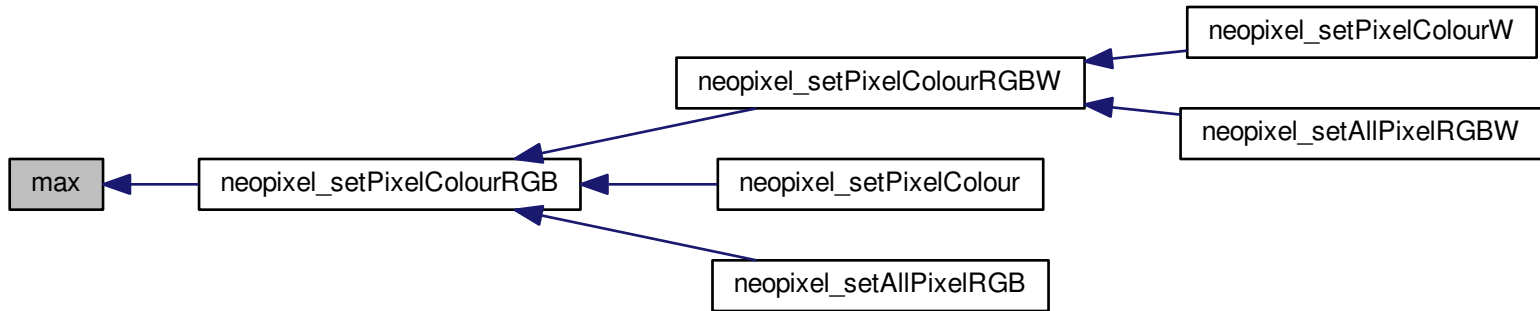 neopixel_setPixelColourW
neopixel_setPixelColourRGBW
neopixel_setAllPixelRGBW
max
neopixel_setPixelColourRGB
neopixel_setPixelColour
neopixel_setAllPixelRGB